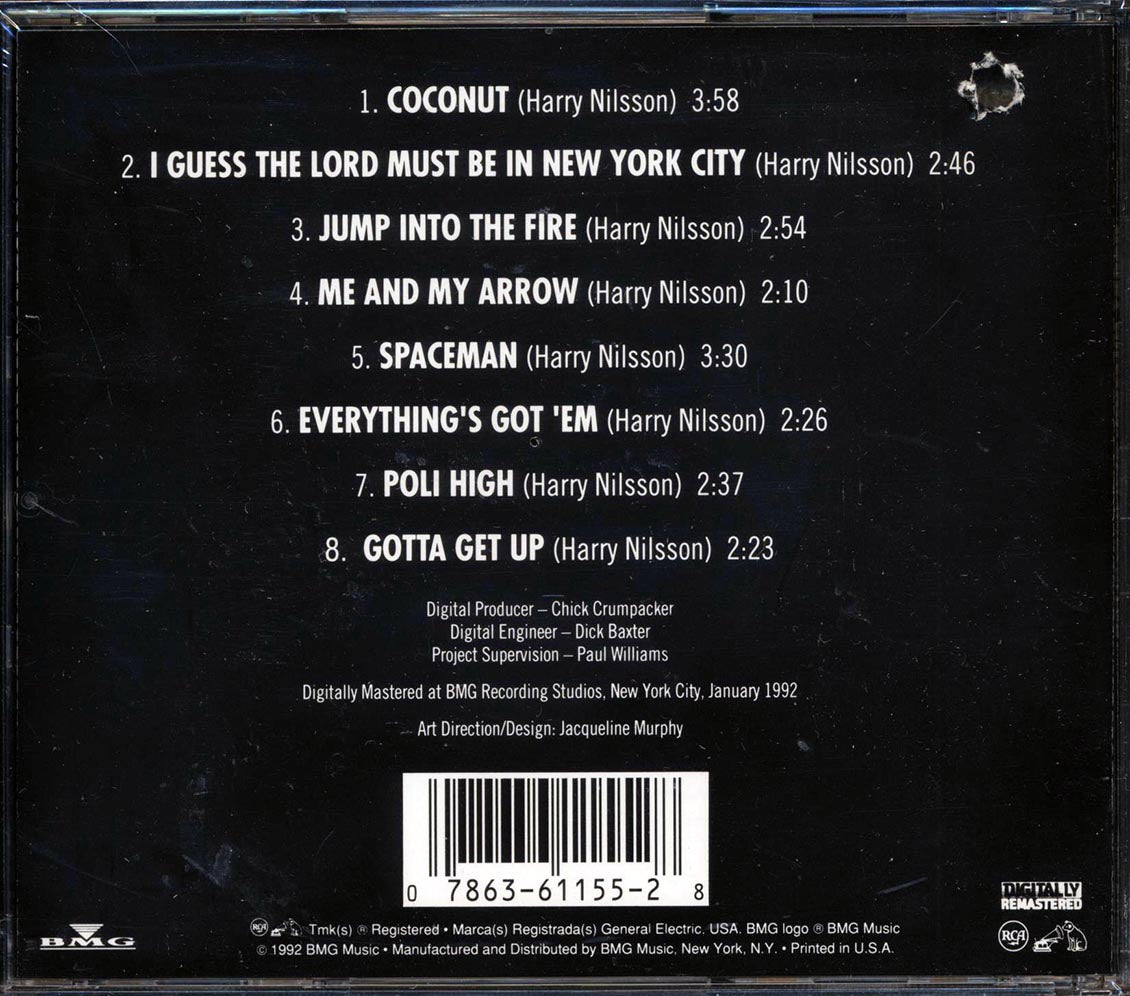 1. COCONUT (Harry Nilsson) 3:58
2. I GUESS THE LORD MUST BE IN NEW YORK CITY (Harry Nilsson) 2:46
3. JUMP INTO THE FIRE (Harry Nilsson) 2:54
4. ME AND MY ARROW (Harry Nilsson) 2:10
5. SPACEMAN (Harry Nilsson) 3:30
6. EVERYTHING'S GOT 'EM (Harry Nilsson) 2:26
7. POLI HIGH (Harry Nilsson) 2:37
8. GOTTA GET UP (Harry Nilsson) 2:23
Digital Producer – Chick Crumpacker
Digital Engineer – Dick Baxter
Project Supervision – Paul Williams
Digitally Mastered at BMG Recording Studios, New York City, January 1992
Art Direction/Design: Jacqueline Murphy
0 7863-61155-2 8
DIGITALLY
REMASTERED
BMG
RCA Tmk(s) ® Registered • Marca(s) Registrada(s) General Electric, USA. BMG logo ® BMG Music
© 1992 BMG Music • Manufactured and Distributed by BMG Music, New York, N.Y. • Printed in U.S.A.
RCA